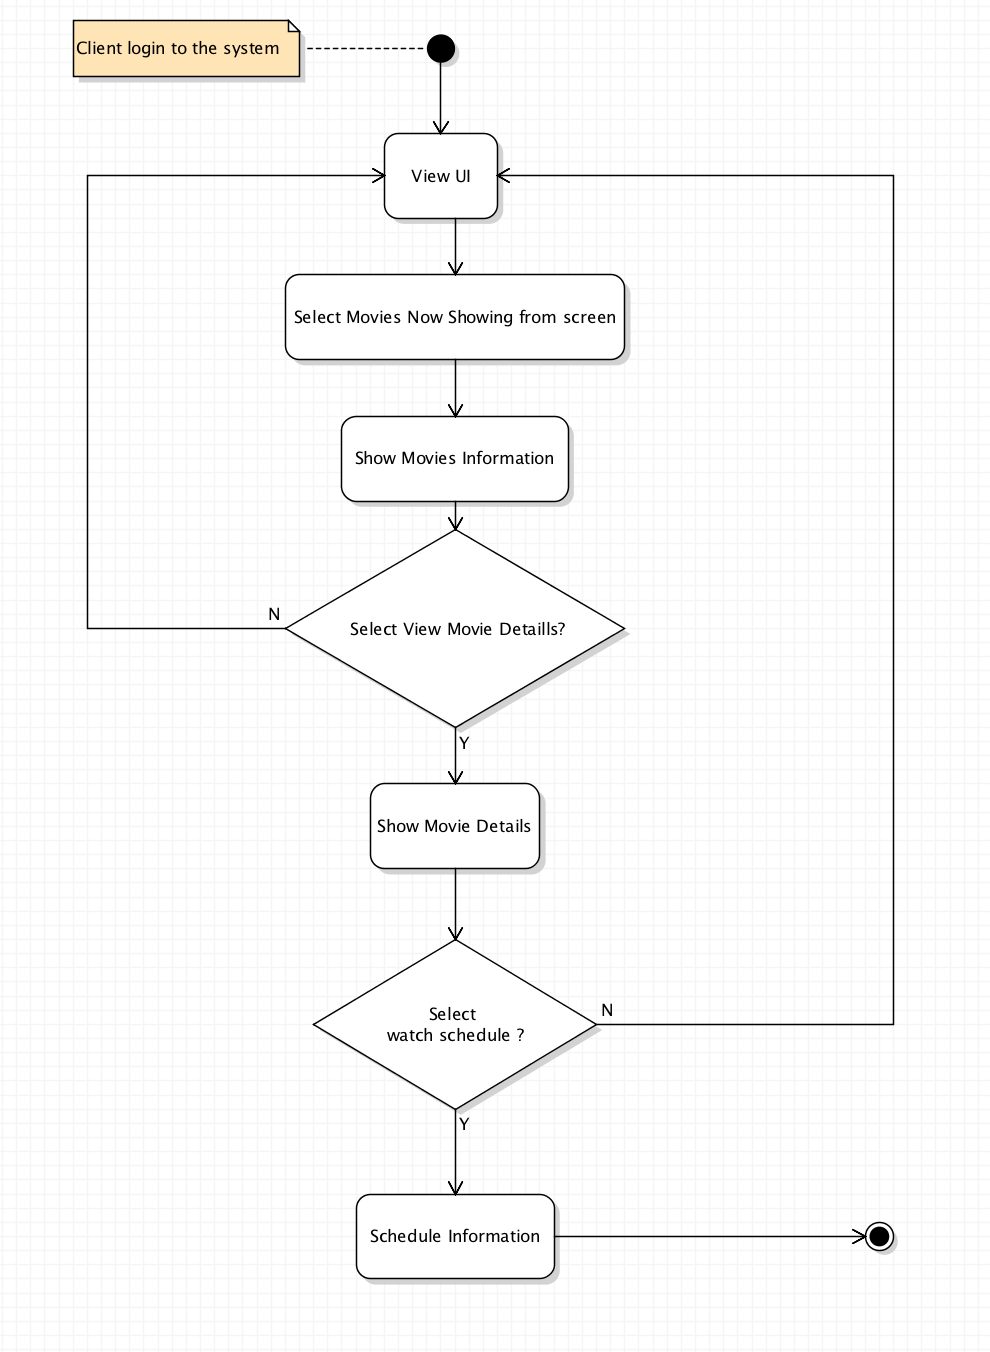 Client login to the system
View UI
Select Movies Now Showing from screen
Show Movies Information
N
Select View Movie Detaills?
Y
Show Movie Details
N
Select
watch schedule ?
Y
Schedule Information